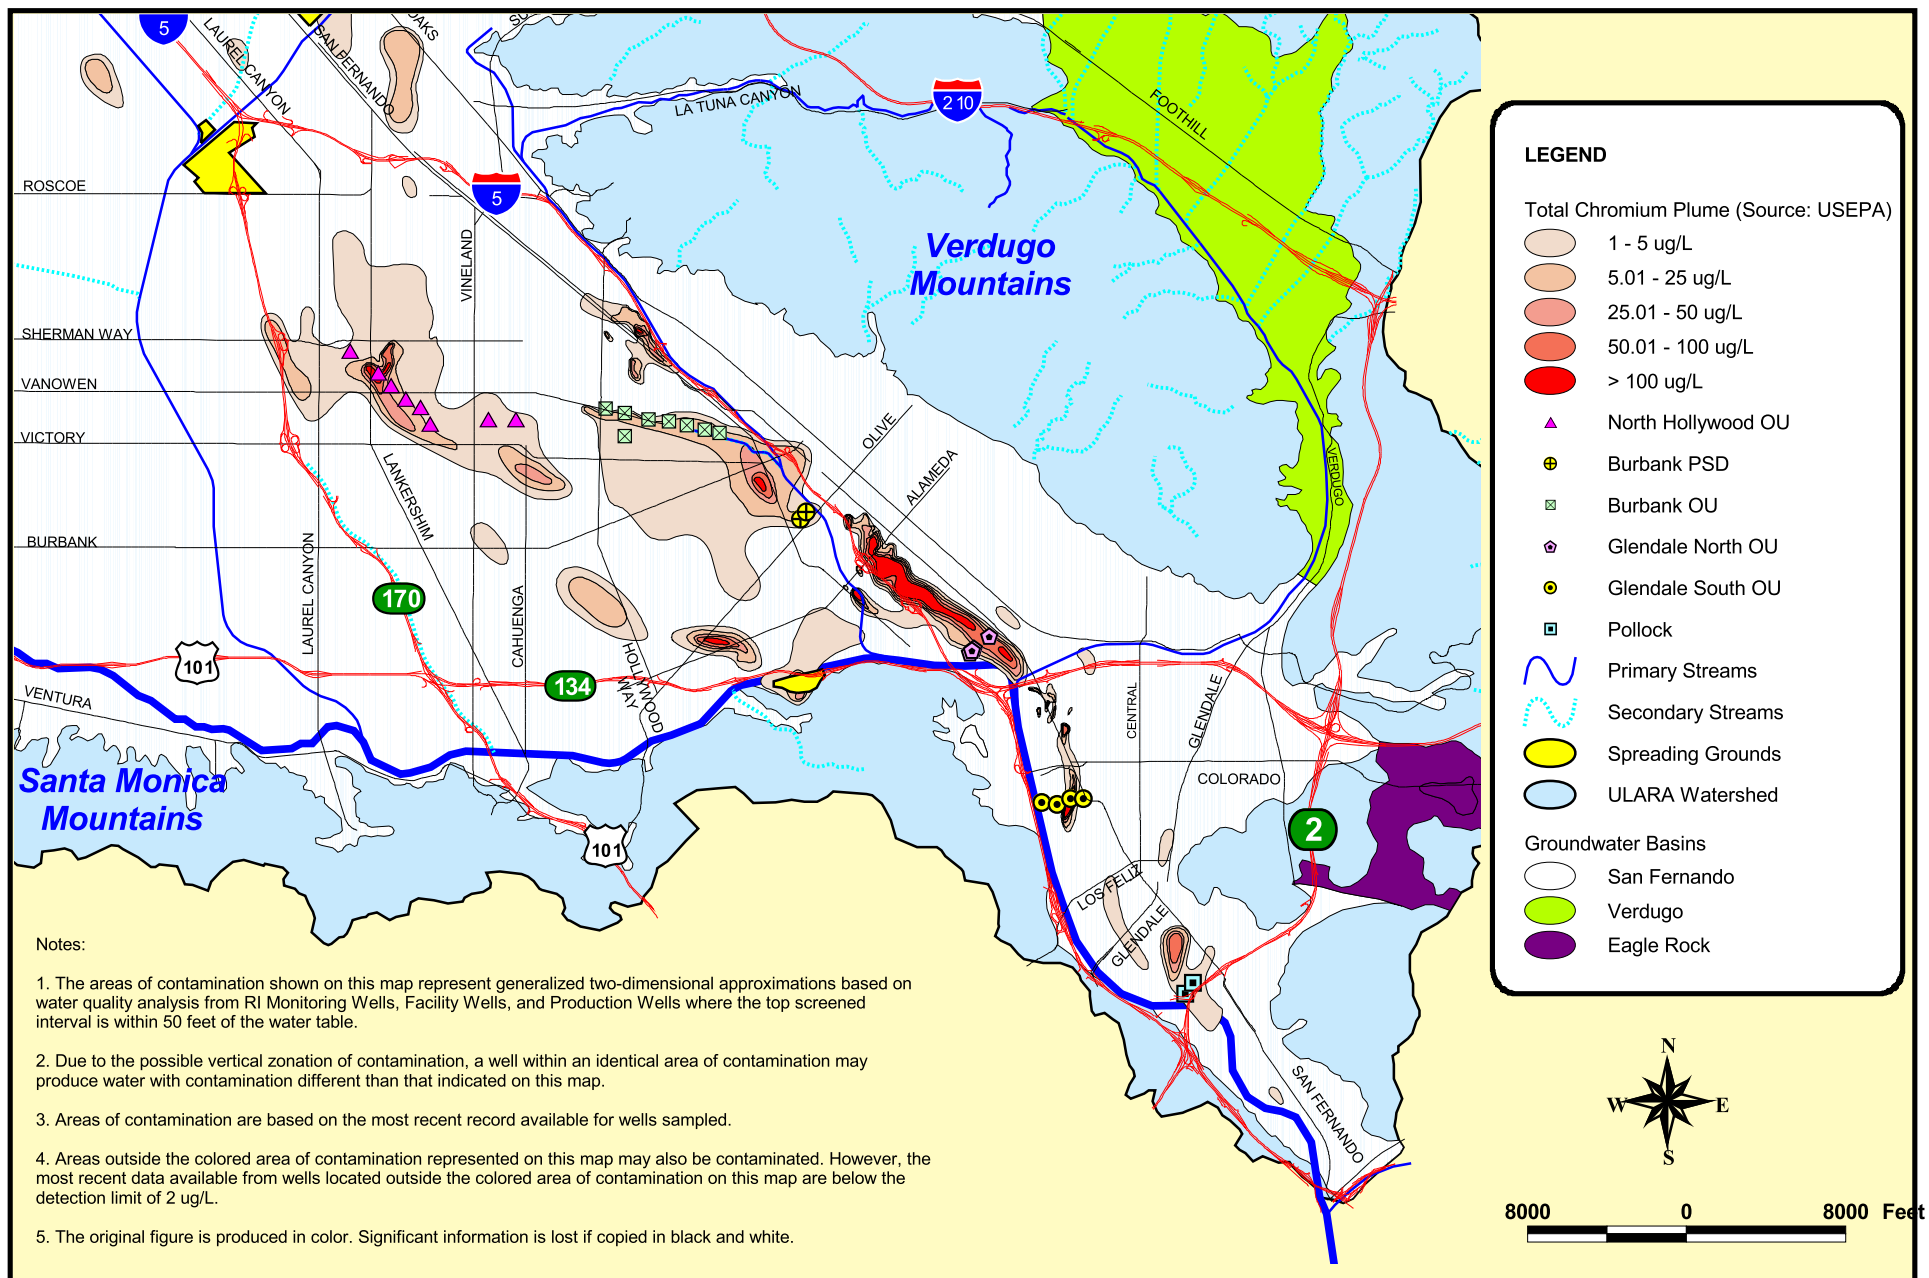 5
LAUREL CANYON
SAN FERNANDO
OAKS
SU
LA TUNA CANYON
2 10
FOOTHILL
ROSCOE
5
VINELAND
Verdugo
Mountains
SHERMAN WAY
VANOWEN
VICTORY
BURBANK
LANKERSHIM
LAUREL CANYON
CAHUENGA
OLIVE
ALAMEDA
VERDUGO
170
101
134
HOLLYWOOD
WAY
VENTURA
CENTRAL
GLENDALE
COLORADO
Santa Monica
Mountains
101
2
LOS FELIZ
GLENDALE
SAN FERNANDO
LEGEND
Total Chromium Plume (Source: USEPA)
1 - 5 ug/L
5.01 - 25 ug/L
25.01 - 50 ug/L
50.01 - 100 ug/L
> 100 ug/L
North Hollywood OU
Burbank PSD
Burbank OU
Glendale North OU
Glendale South OU
Pollock
Primary Streams
Secondary Streams
Spreading Grounds
ULARA Watershed
Groundwater Basins
San Fernando
Verdugo
Eagle Rock
Notes:
1. The areas of contamination shown on this map represent generalized two-dimensional approximations based on
water quality analysis from RI Monitoring Wells, Facility Wells, and Production Wells where the top screened
interval is within 50 feet of the water table.
2. Due to the possible vertical zonation of contamination, a well within an identical area of contamination may
produce water with contamination different than that indicated on this map.
3. Areas of contamination are based on the most recent record available for wells sampled.
4. Areas outside the colored area of contamination represented on this map may also be contaminated. However, the
most recent data available from wells located outside the colored area of contamination on this map are below the
detection limit of 2 ug/L.
5. The original figure is produced in color. Significant information is lost if copied in black and white.
N
W E
S
8000 0 8000 Feet